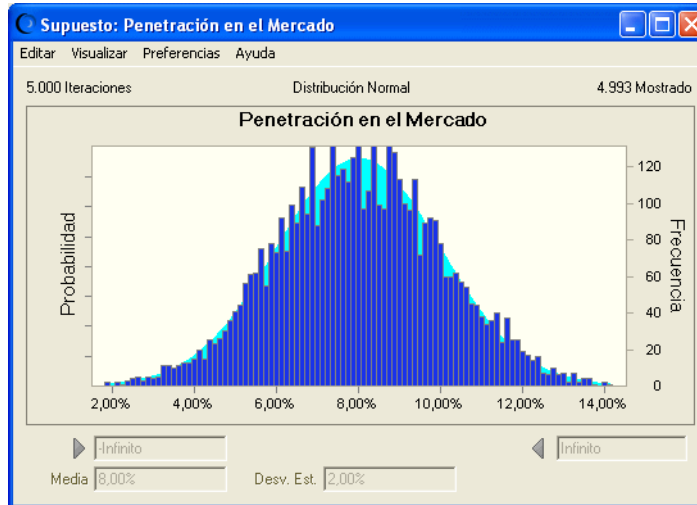 Supuesto: Penetración en el Mercado
Editar Visualizar Preferencias Ayuda
5.000 Iteraciones Distribución Normal 4.993 Mostrado
Penetración en el Mercado
Probabilidad
120
100
80
60
40
20
0
Frecuencia
2,00% 4,00% 6,00% 8,00% 10,00% 12,00% 14,00%
-Infinito Infinito
Media 8,00% Desv. Est. 2,00%